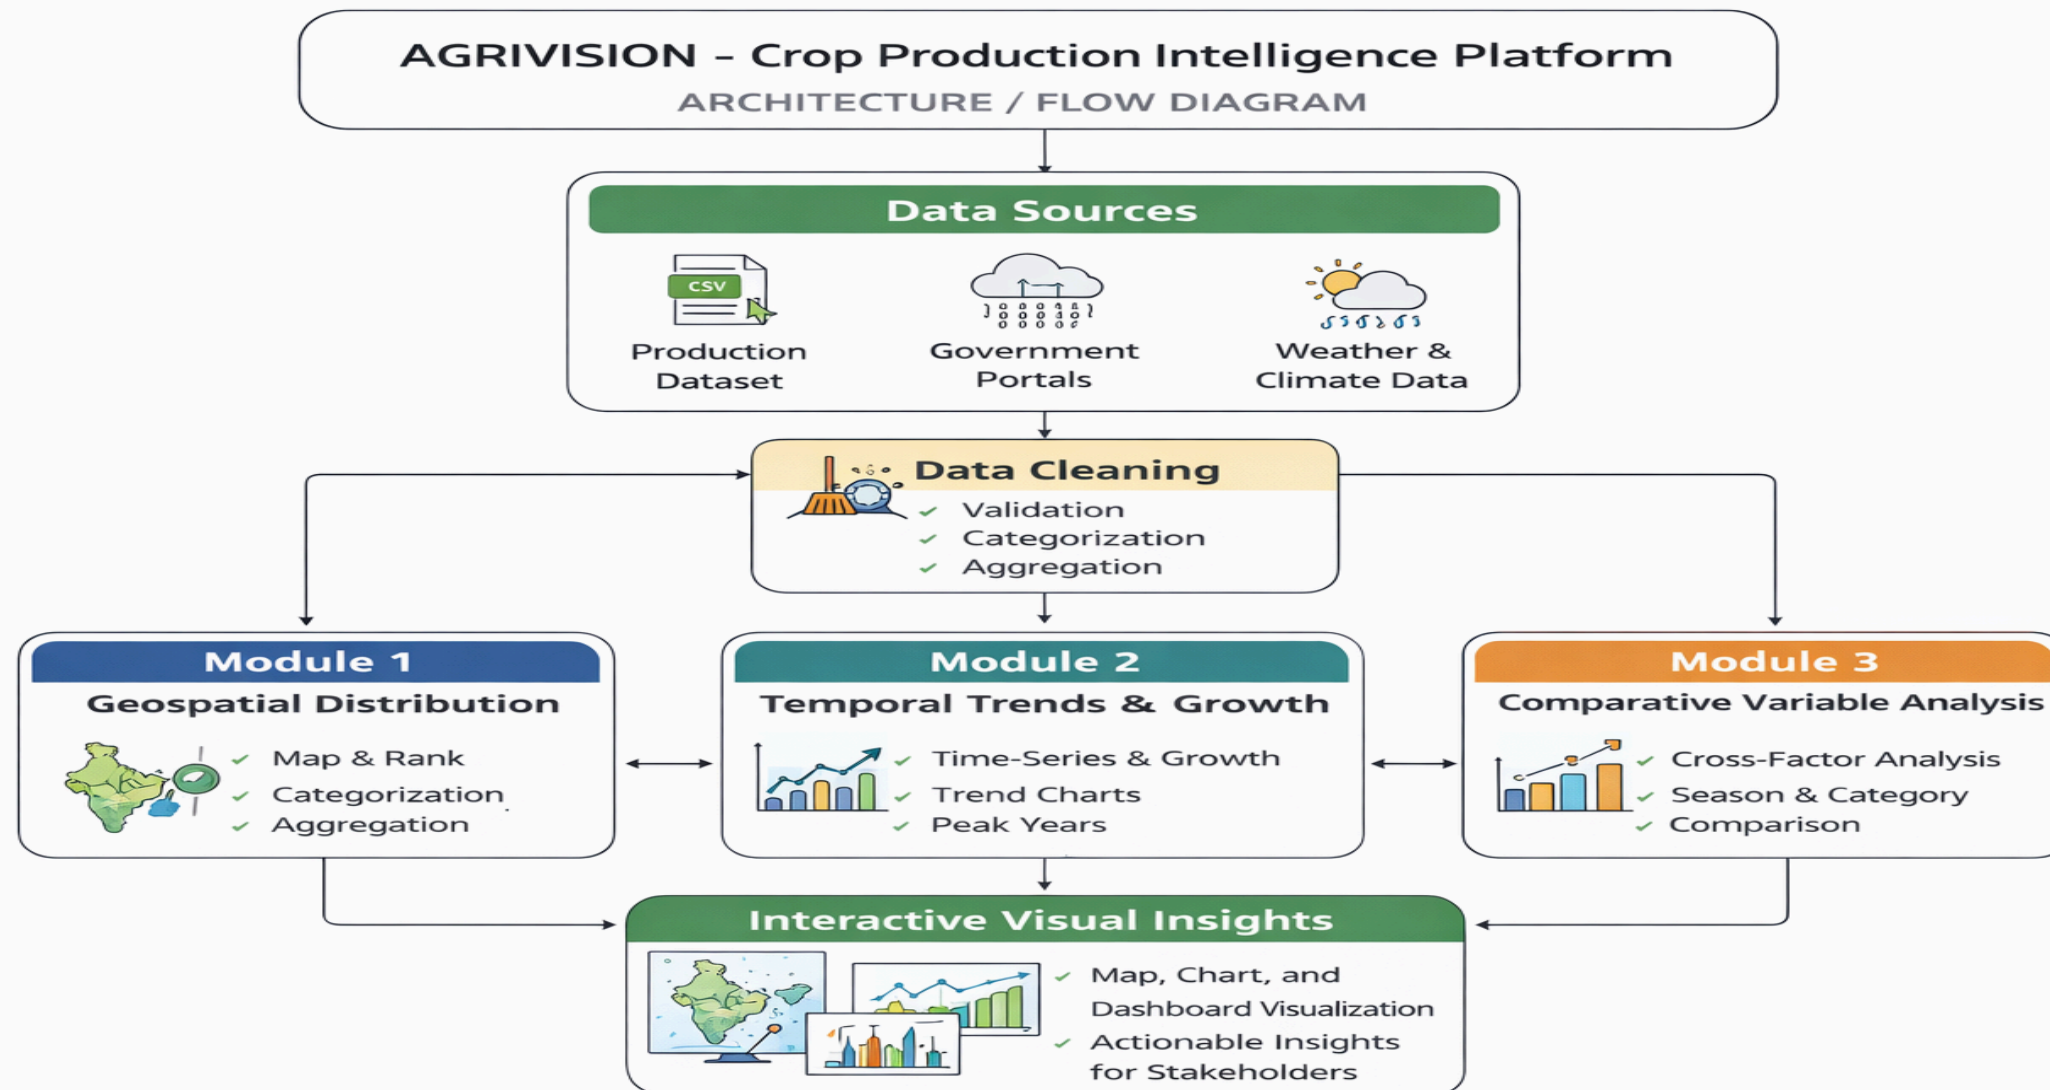 AGRIVISION - Crop Production Intelligence Platform
ARCHITECTURE / FLOW DIAGRAM
Data Sources
CSV
Production
Dataset
Government
Portals
Weather &
Climate Data
Data Cleaning
Validation
Categorization
Aggregation
Module 1
Geospatial Distribution
Map & Rank
Categorization
Aggregation
Module 2
Temporal Trends & Growth
Time-Series & Growth
Trend Charts
Peak Years
Module 3
Comparative Variable Analysis
Cross-Factor Analysis
Season & Category
Comparison
Interactive Visual Insights
Map, Chart, and
Dashboard Visualization
Actionable Insights
for Stakeholders